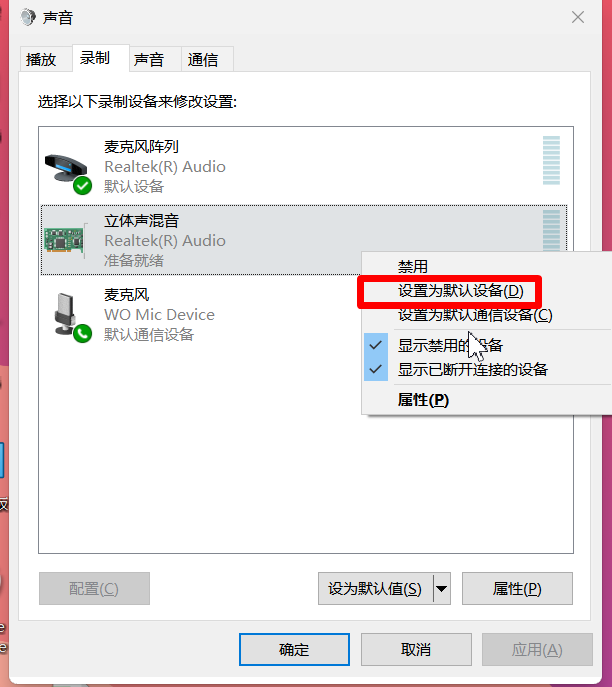 声音
播放
录制
声音
通信
选择以下录制设备来修改设置:
麦克风阵列
Realtek(R) Audio
默认设备
立体声混音
Realtek(R) Audio
准备就绪
麦克风
WO Mic Device
默认通信设备
禁用
设置为默认设备(D)
设置为默认通信设备(C)
显示禁用的设备
显示已断开连接的设备
属性(P)
配置(C)
设为默认值(S)
属性(P)
确定
取消
应用(A)